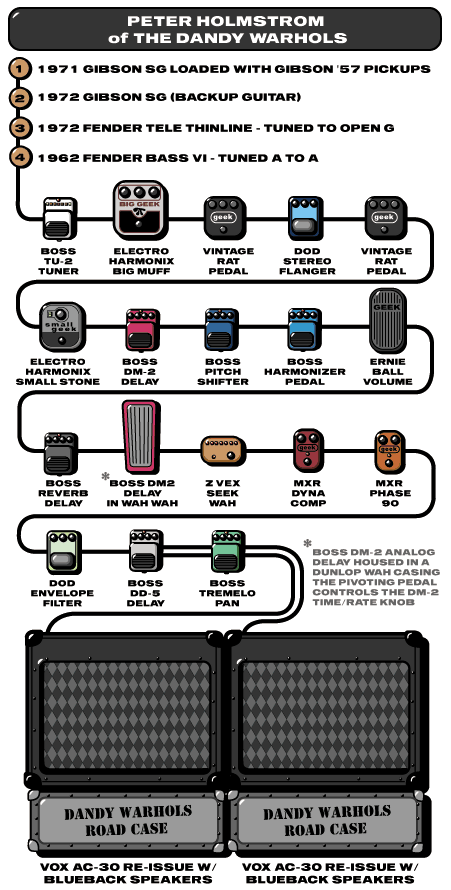 PETER HOLMSTROM
of THE DANDY WARHOLS
1 1971 GIBSON SG LOADED WITH GIBSON '57 PICKUPS
2 1972 GIBSON SG (BACKUP GUITAR)
3 1972 FENDER TELE THINLINE - TUNED TO OPEN G
4 1962 FENDER BASS VI - TUNED A TO A
BIG GEEK
geek
geek
BOSS
TU-2
TUNER
ELECTRO
HARMONIX
BIG MUFF
VINTAGE
RAT
PEDAL
DOD
STEREO
FLANGER
VINTAGE
RAT
PEDAL
small
geek
GEEK
ELECTRO
HARMONIX
SMALL STONE
BOSS
DM-2
DELAY
BOSS
PITCH
SHIFTER
BOSS
HARMONIZER
PEDAL
ERNIE
BALL
VOLUME
geek
geek
BOSS
REVERB
DELAY
*BOSS DM2
DELAY
IN WAH WAH
Z VEX
SEEK
WAH
MXR
DYNA
COMP
MXR
PHASE
90
DOD
ENVELOPE
FILTER
BOSS
DD-5
DELAY
BOSS
TREMELO
PAN
*BOSS DM-2 ANALOG
DELAY HOUSED IN A
DUNLOP WAH CASING
THE PIVOTING PEDAL
CONTROLS THE DM-2
TIME/RATE KNOB
DANDY WARHOLS
ROAD CASE
DANDY WARHOLS
ROAD CASE
VOX AC-30 RE-ISSUE W/
BLUEBACK SPEAKERS
VOX AC-30 RE-ISSUE W/
BLUEBACK SPEAKERS